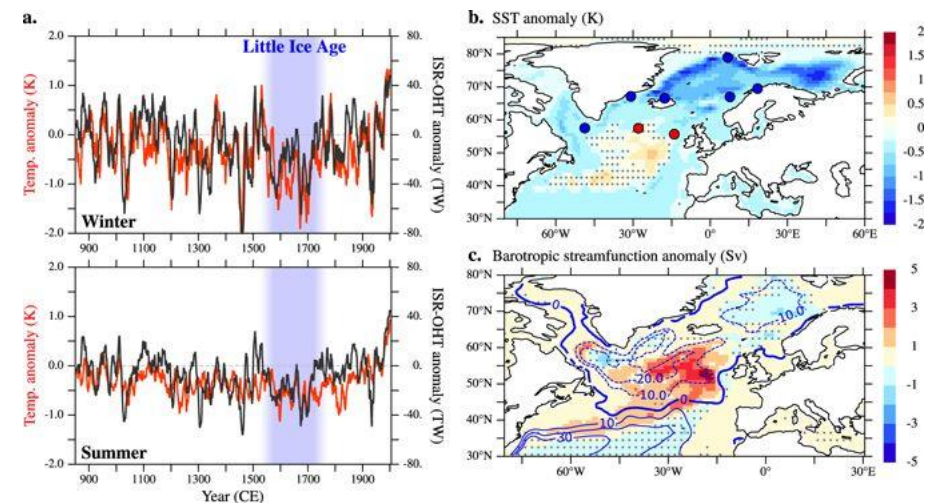 a.
2.0
1.0
0.0
-1.0
-2.0
Temp. anomaly (K)
Little Ice Age
Winter
80.
40.
0.
-40.
-80.
ISR-OHT anomaly (TW)
900 1100 1300 1500 1700 1900
2.0
1.0
0.0
-1.0
-2.0
Temp. anomaly (K)
Summer
80.
40.
0.
-40.
-80.
ISR-OHT anomaly (TW)
900 1100 1300 1500 1700 1900
Year (CE)
b. SST anomaly (K)
80°N
70°N
60°N
50°N
40°N
30°N
60°W 30°W 0° 30°E 60°E
2
1.5
1
0.5
0
-0.5
-1
-1.5
-2
c. Barotropic streamfunction anomaly (Sv)
80°N
70°N
60°N
50°N
40°N
30°N
0
10.0
20.0
10.0
0
10
30
60°W 30°W 0° 30°E
5
3
1
-1
-3
-5